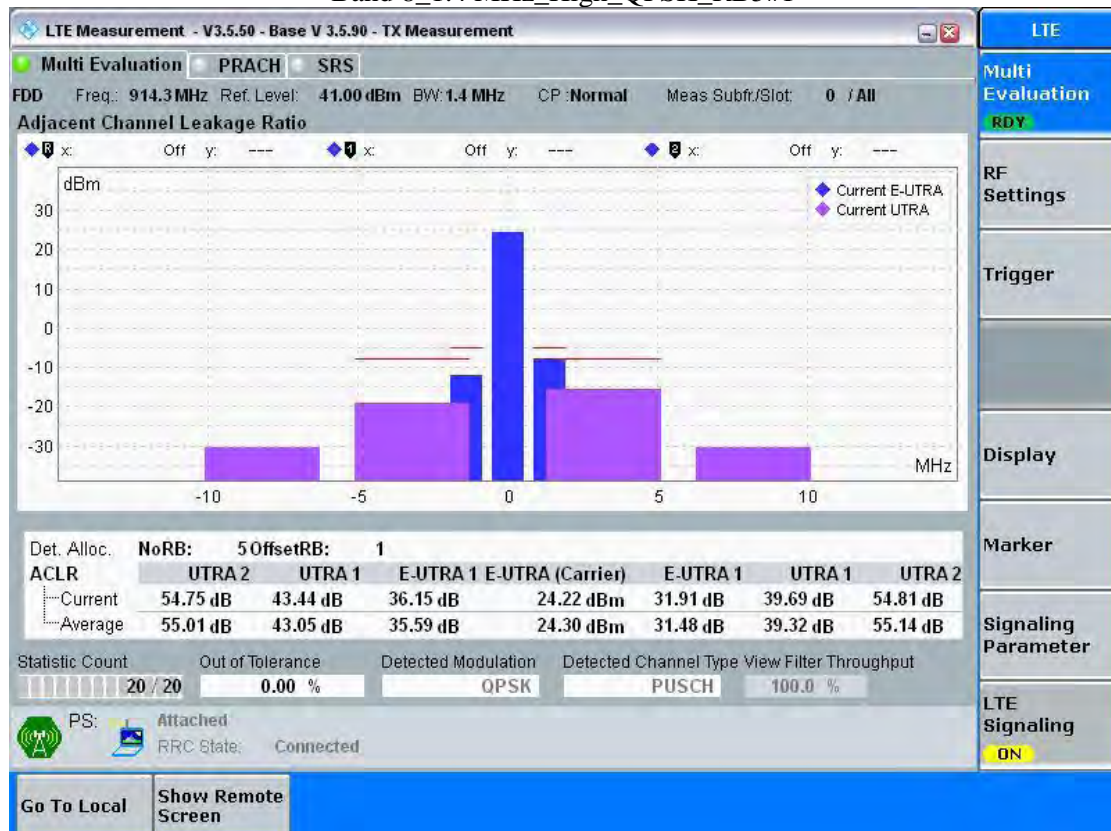 LTE Measurement - V3.5.50 - Base V 3.5.90 - TX Measurement
LTE
Multi Evaluation PRACH SRS
Multi Evaluation
RDY
FDD Freq.: 914.3 MHz Ref. Level: 41.00 dBm BW: 1.4 MHz CP :Normal Meas Subfr./Slot: 0 / All
Adjacent Channel Leakage Ratio
R x: Off y: --- 1 x: Off y: --- 2 x: Off y: ---
dBm
Current E-UTRA
Current UTRA
30
20
10
0
-10
-20
-30
MHz
-10 -5 0 5 10
RF Settings
Trigger
Display
Marker
Signaling Parameter
LTE Signaling
ON
Det. Alloc. NoRB: 5 OffsetRB: 1
ACLR UTRA 2 UTRA 1 E-UTRA 1 E-UTRA (Carrier) E-UTRA 1 UTRA 1 UTRA 2
Current 54.75 dB 43.44 dB 36.15 dB 24.22 dBm 31.91 dB 39.69 dB 54.81 dB
Average 55.01 dB 43.05 dB 35.59 dB 24.30 dBm 31.48 dB 39.32 dB 55.14 dB
Statistic Count Out of Tolerance Detected Modulation Detected Channel Type View Filter Throughput
20 / 20 0.00 % QPSK PUSCH 100.0 %
PS: Attached
RRC State: Connected
Go To Local
Show Remote Screen